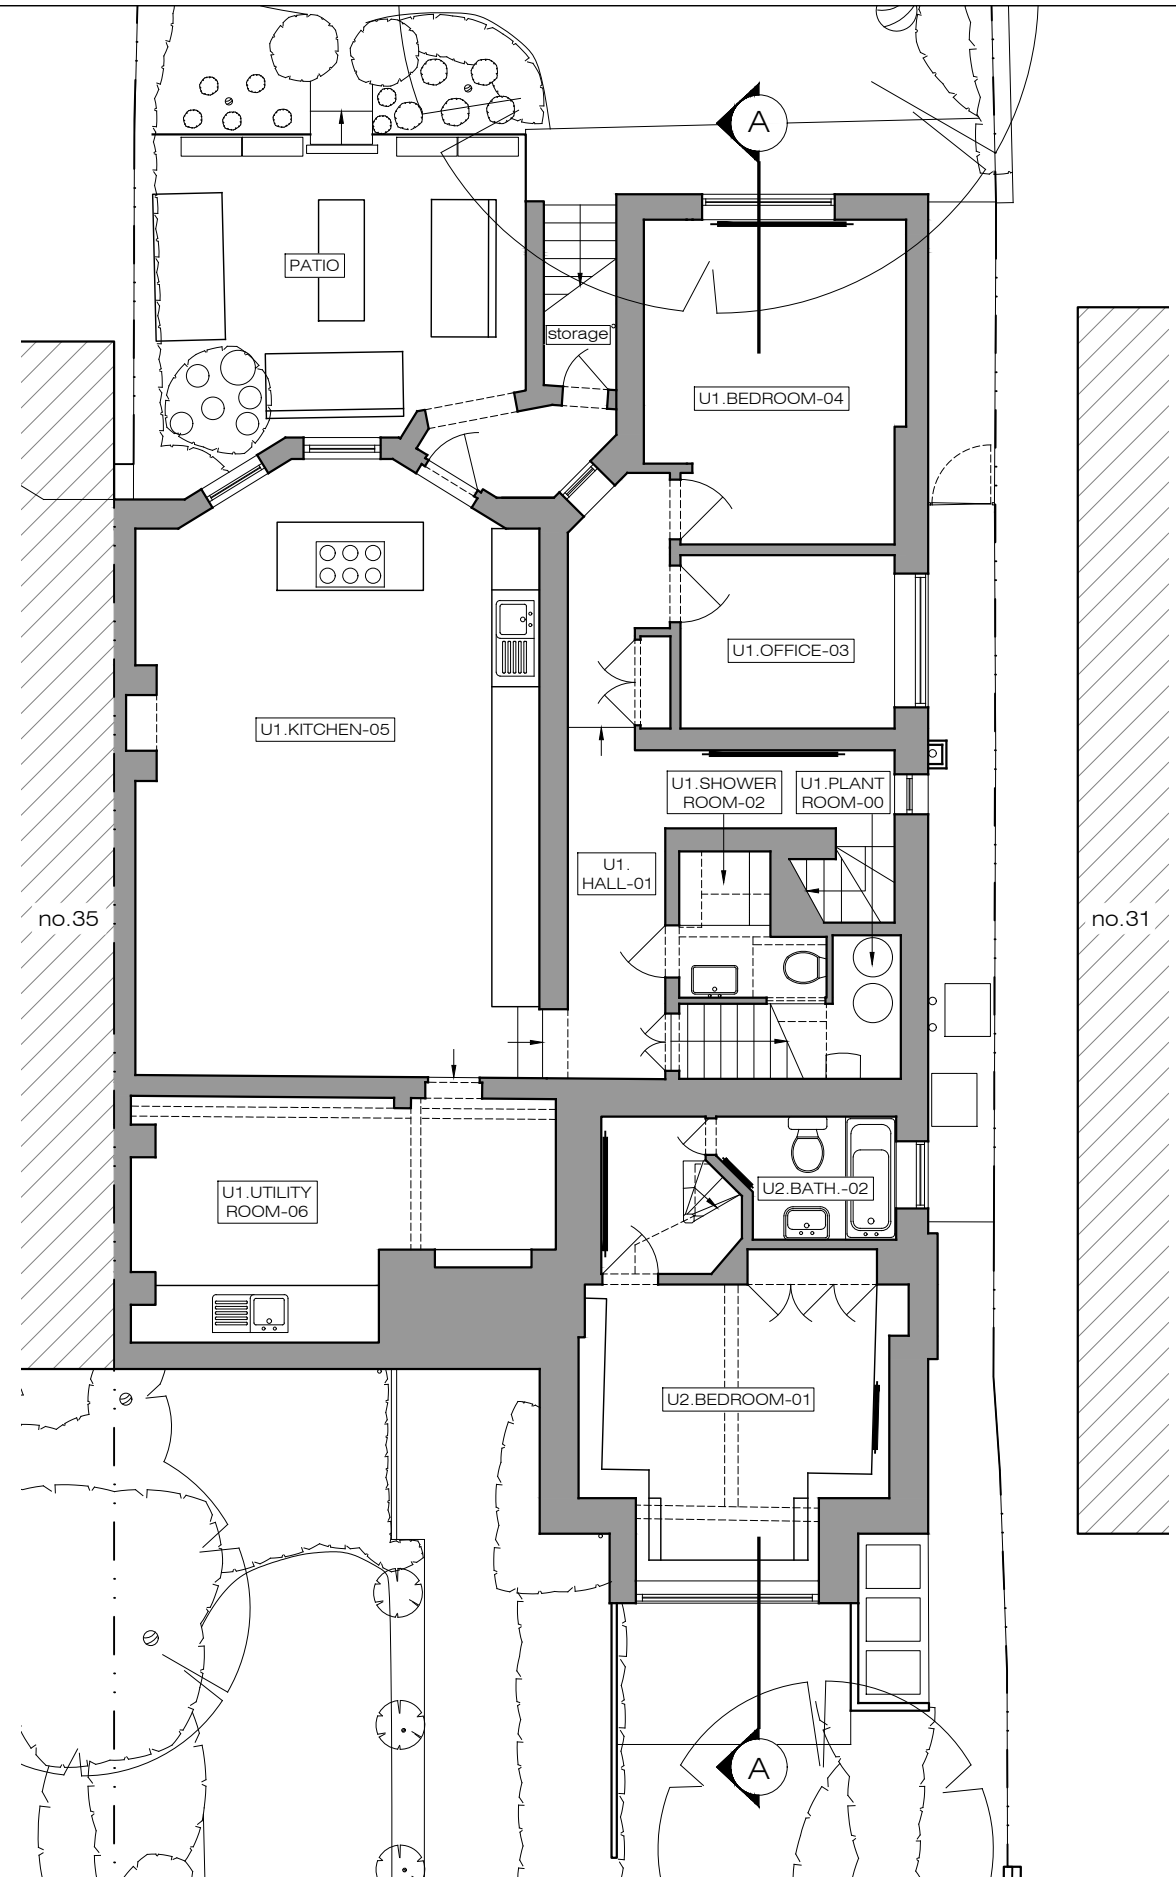 A
PATIO
storage
U1.BEDROOM-04
U1.OFFICE-03
U1.KITCHEN-05
U1.SHOWER
ROOM-02
U1.PLANT
ROOM-00
U1.
HALL-01
no.35
no.31
U1.UTILITY
ROOM-06
U2.BATH.-02
U2.BEDROOM-01
A